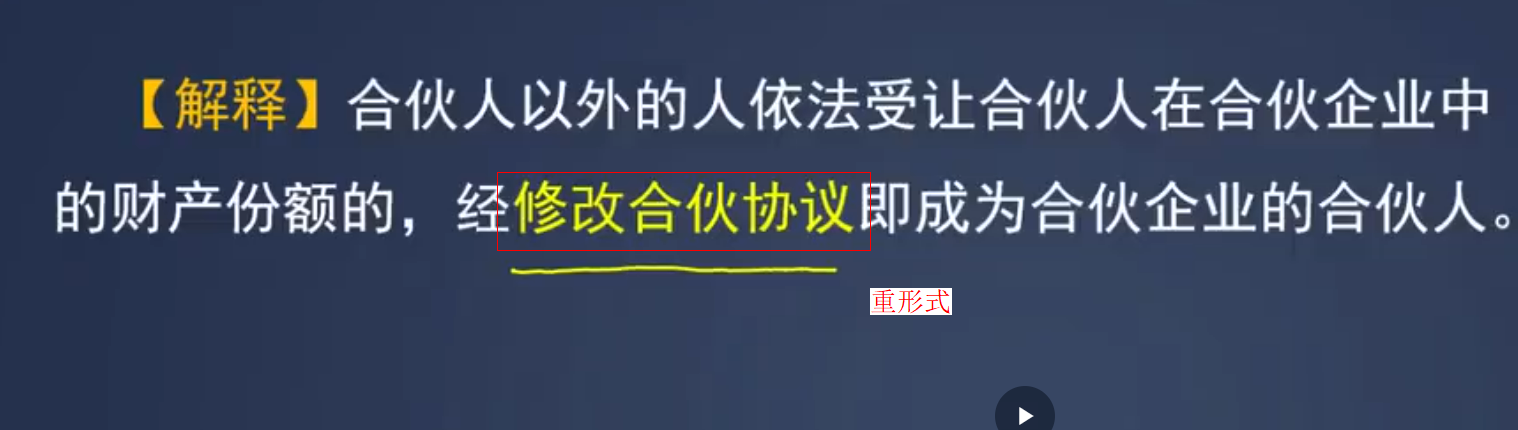 【解释】合伙人以外的人依法受让合伙人在合伙企业中
的财产份额的，经修改合伙协议即成为合伙企业的合伙人。
重形式